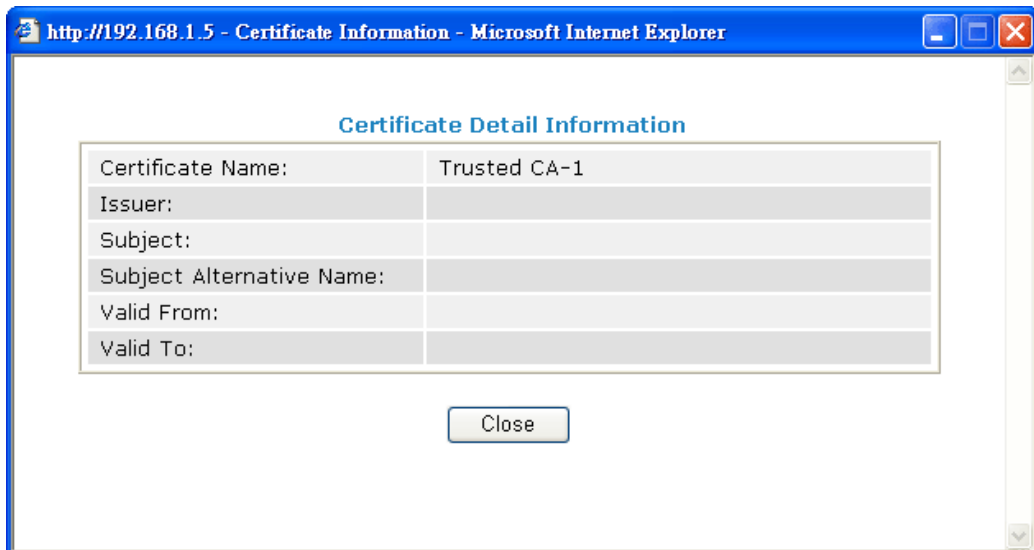 http://192.168.1.5 - Certificate Information - Microsoft Internet Explorer
Certificate Detail Information
Certificate Name: Trusted CA-1
Issuer:
Subject:
Subject Alternative Name:
Valid From:
Valid To:
Close